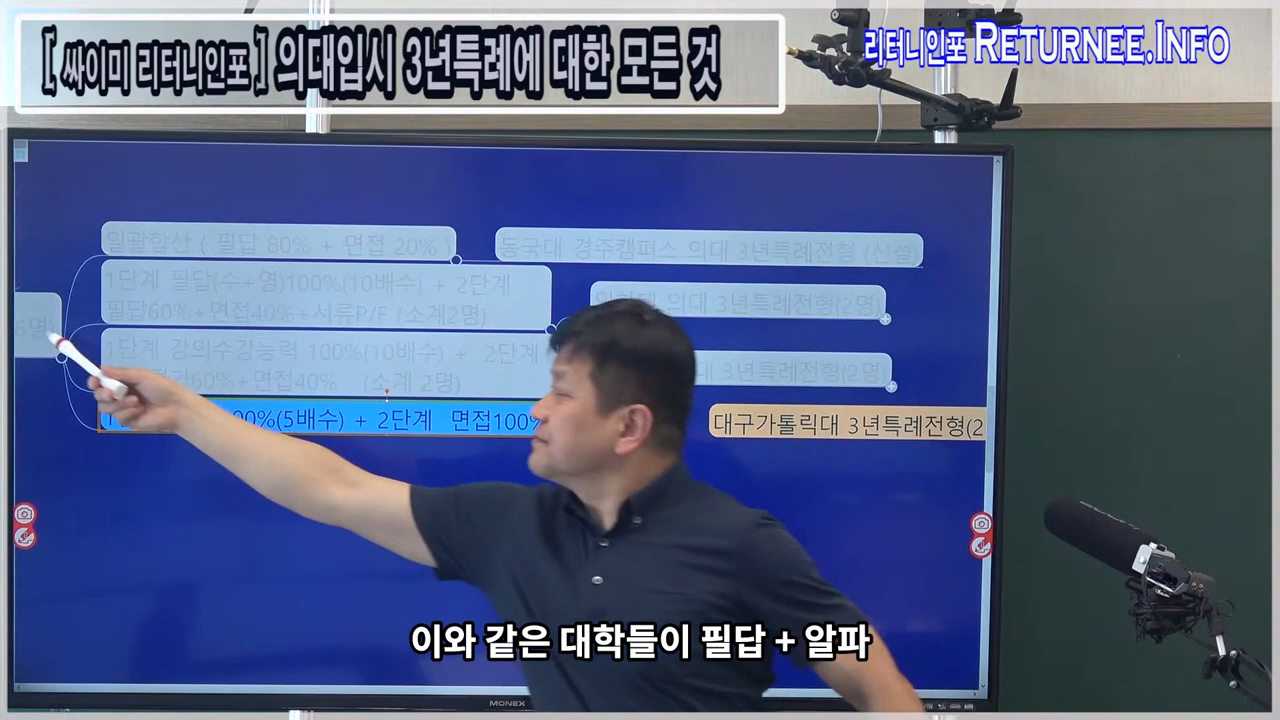 [ 싸이미 리터니인포 ] 의대입시 3년특례에 대한 모든 것
리터니인포 RETURNEE.INFO
일괄합산 ( 필답 80% + 면접 20% )
동국대 경주캠퍼스 의대 3년특례전형 (신설)
1단계 필답(수+영)100%(10배수) + 2단계
필답60%+면접40%+서류P/F (소계2명)
의대 3년특례전형(2명)
6명
1단계 강의수강능력 100%(10배수) + 2단계
60%+면접40% (소계 2명)
3년특례전형(2명)
00%(5배수) + 2단계 면접100%
대구가톨릭대 3년특례전형(2
이와 같은 대학들이 필답 + 알파
MONEX